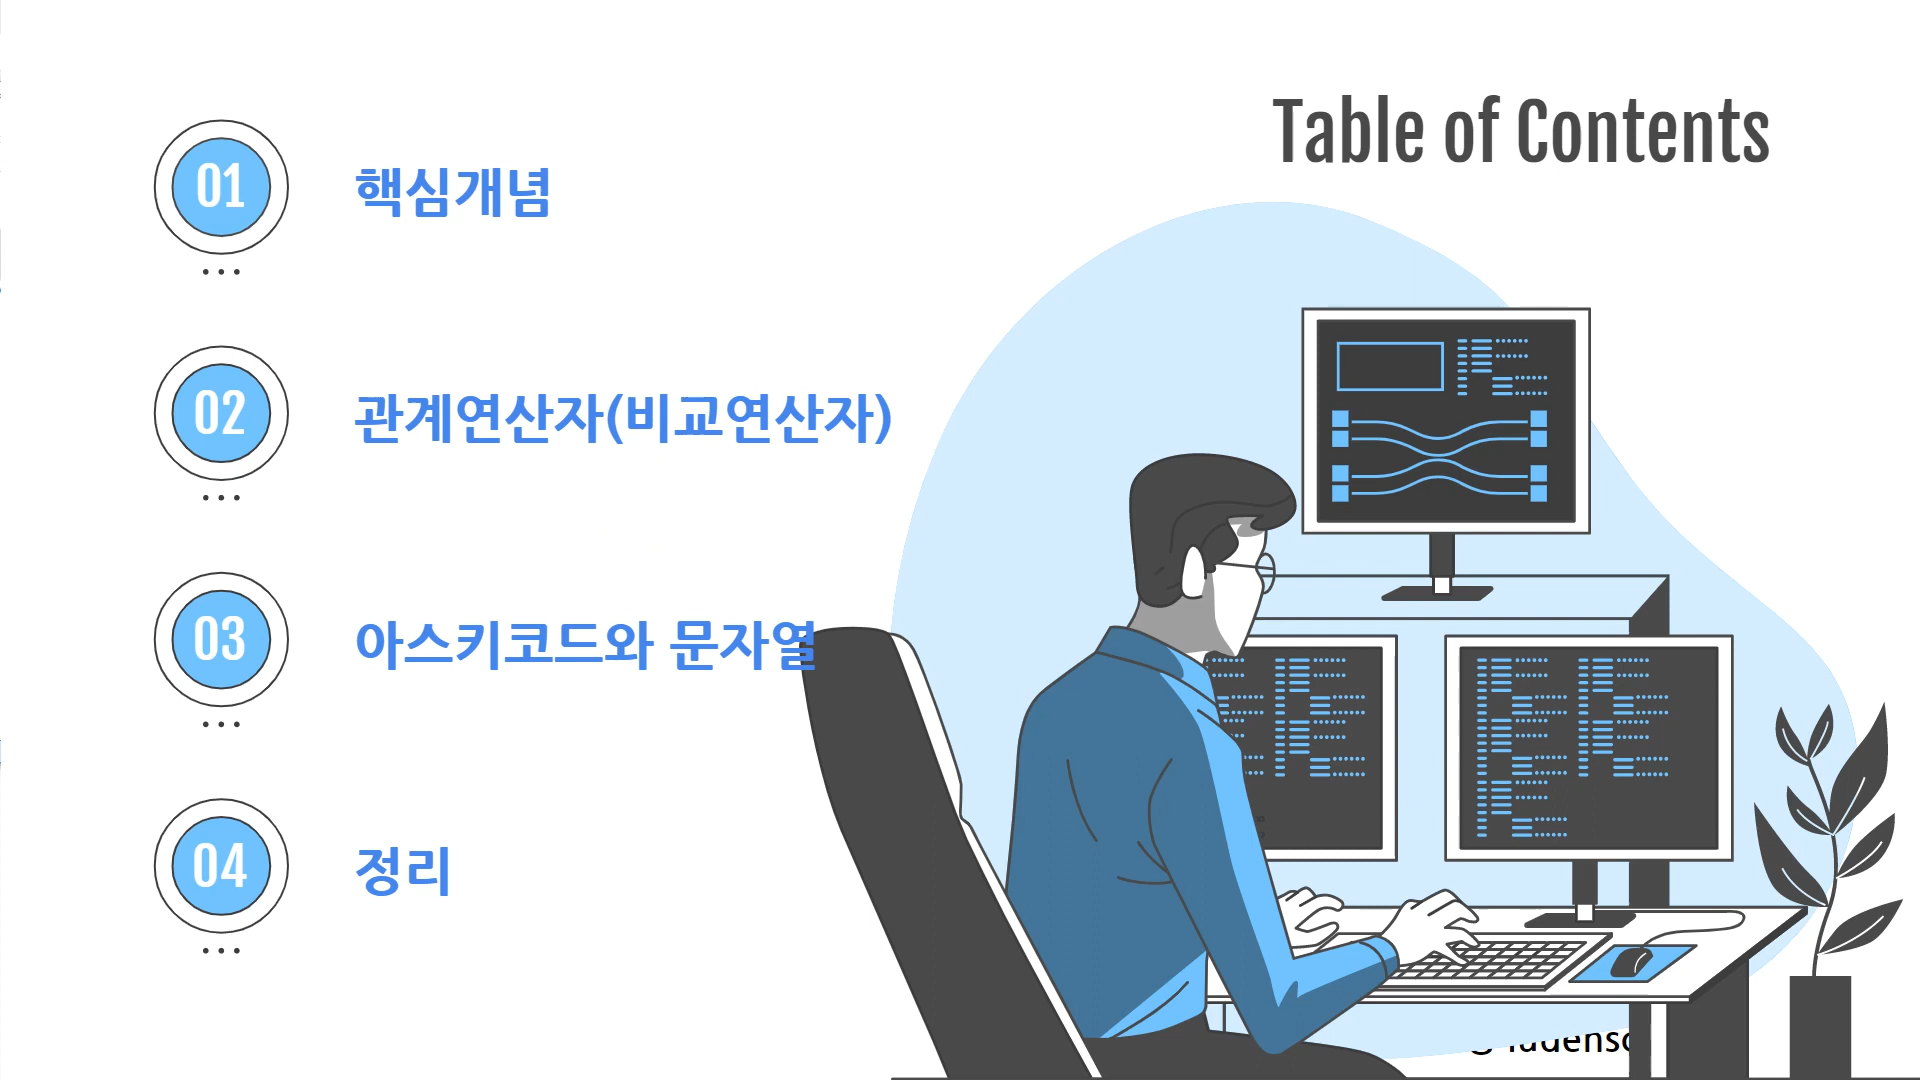 Table of Contents
01
핵심개념
02
관계연산자(비교연산자)
03
아스키코드와 문자열
04
정리